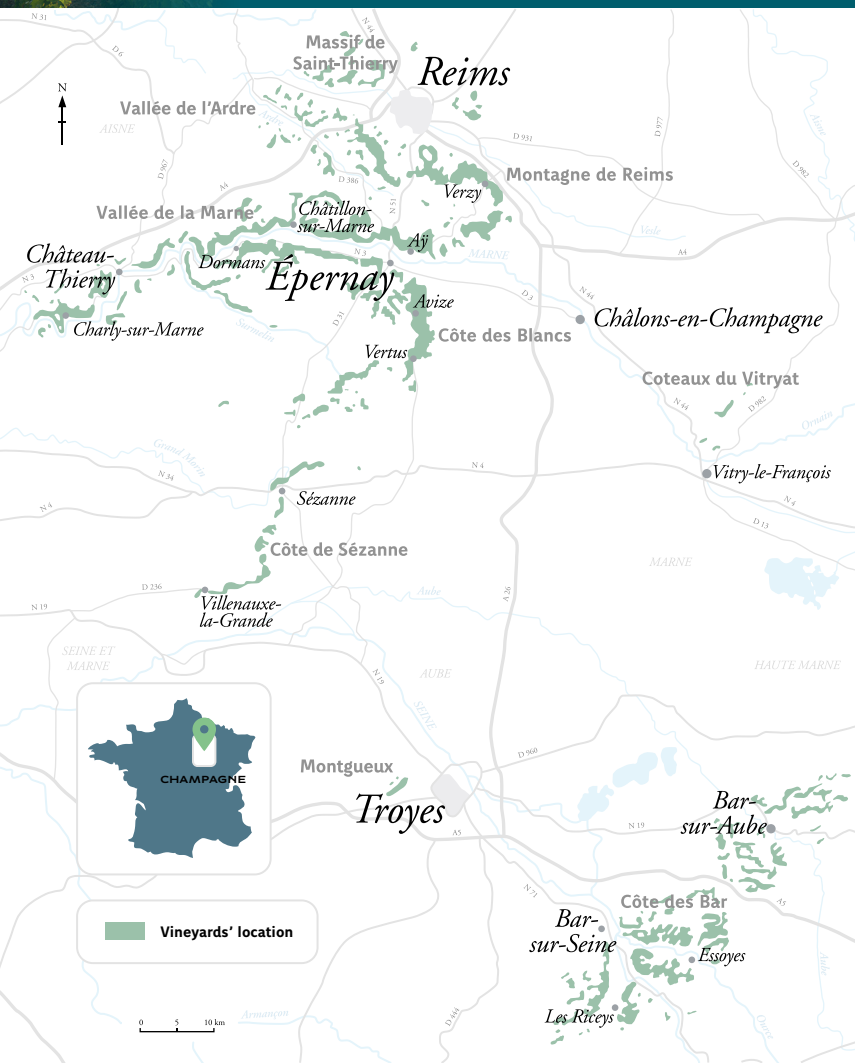 N 31
N 44
D 6
Massif de
Saint-Thierry
Reims
N
Vallée de l'Ardre
Ardre
AISNE
D 977
Aisne
D 931
D 967
D 982
A4
D 386
Montagne de Reims
Verzy
N 51
Vallée de la Marne
Châtillon-
sur-Marne
Aÿ
Vesle
A4
Château-
Thierry
N 3
Dormans
N 3
MARNE
Épernay
D 3
N 44
Avize
Charly-sur-Marne
Surmelin
D 31
Châlons-en-Champagne
Côte des Blancs
Vertus
Coteaux du Vitryat
N 44
D 982
Ornain
Grand Morin
N 34
N 4
Vitry-le-François
N 4
Sézanne
N 4
D 13
Côte de Sézanne
MARNE
D 236
Aube
A 26
N 19
Villenauxe-
la-Grande
SEINE ET
MARNE
AUBE
HAUTE MARNE
N 19
SEINE
CHAMPAGNE
Montgueux
D 960
Troyes
Bar-
sur-Aube
N 19
A5
N 71
Côte des Bar
A5
Vineyards' location
Bar-
sur-Seine
Essoyes
Aube
Les Riceys
Armançon
D 444
Ource
0 5 10 km